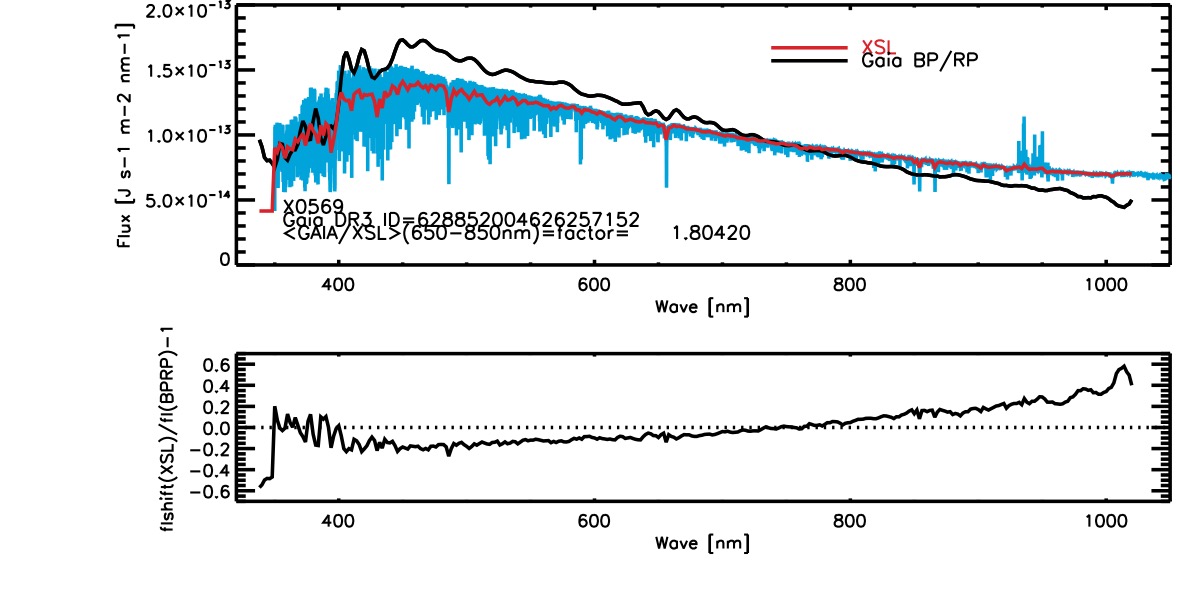 2.0×10⁻¹³
1.5×10⁻¹³
1.0×10⁻¹³
5.0×10⁻¹⁴
0
Flux [J s−1 m−2 nm−1]
XSL
Gaia BP/RP
X0569
Gaia DR3 ID=6288520046262577152
<GAIA/XSL>(650−850nm)=factor= 1.80420
400 600 800 1000
Wave [nm]
flshift(XSL)/fl(BPRP)−1
0.6
0.4
0.2
0.0
−0.2
−0.4
−0.6
400 600 800 1000
Wave [nm]